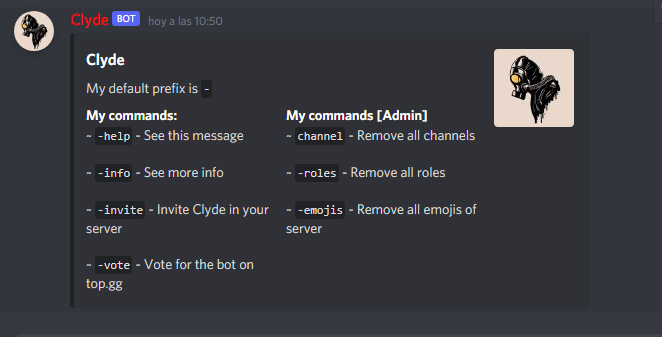 Clyde BOT hoy a las 10:50
Clyde
My default prefix is -
My commands:
~ -help - See this message
~ -info - See more info
~ -invite - Invite Clyde in your
server
~ -vote - Vote for the bot on
top.gg
My commands [Admin]
~ channel - Remove all channels
~ -roles - Remove all roles
~ -emojis - Remove all emojis of
server